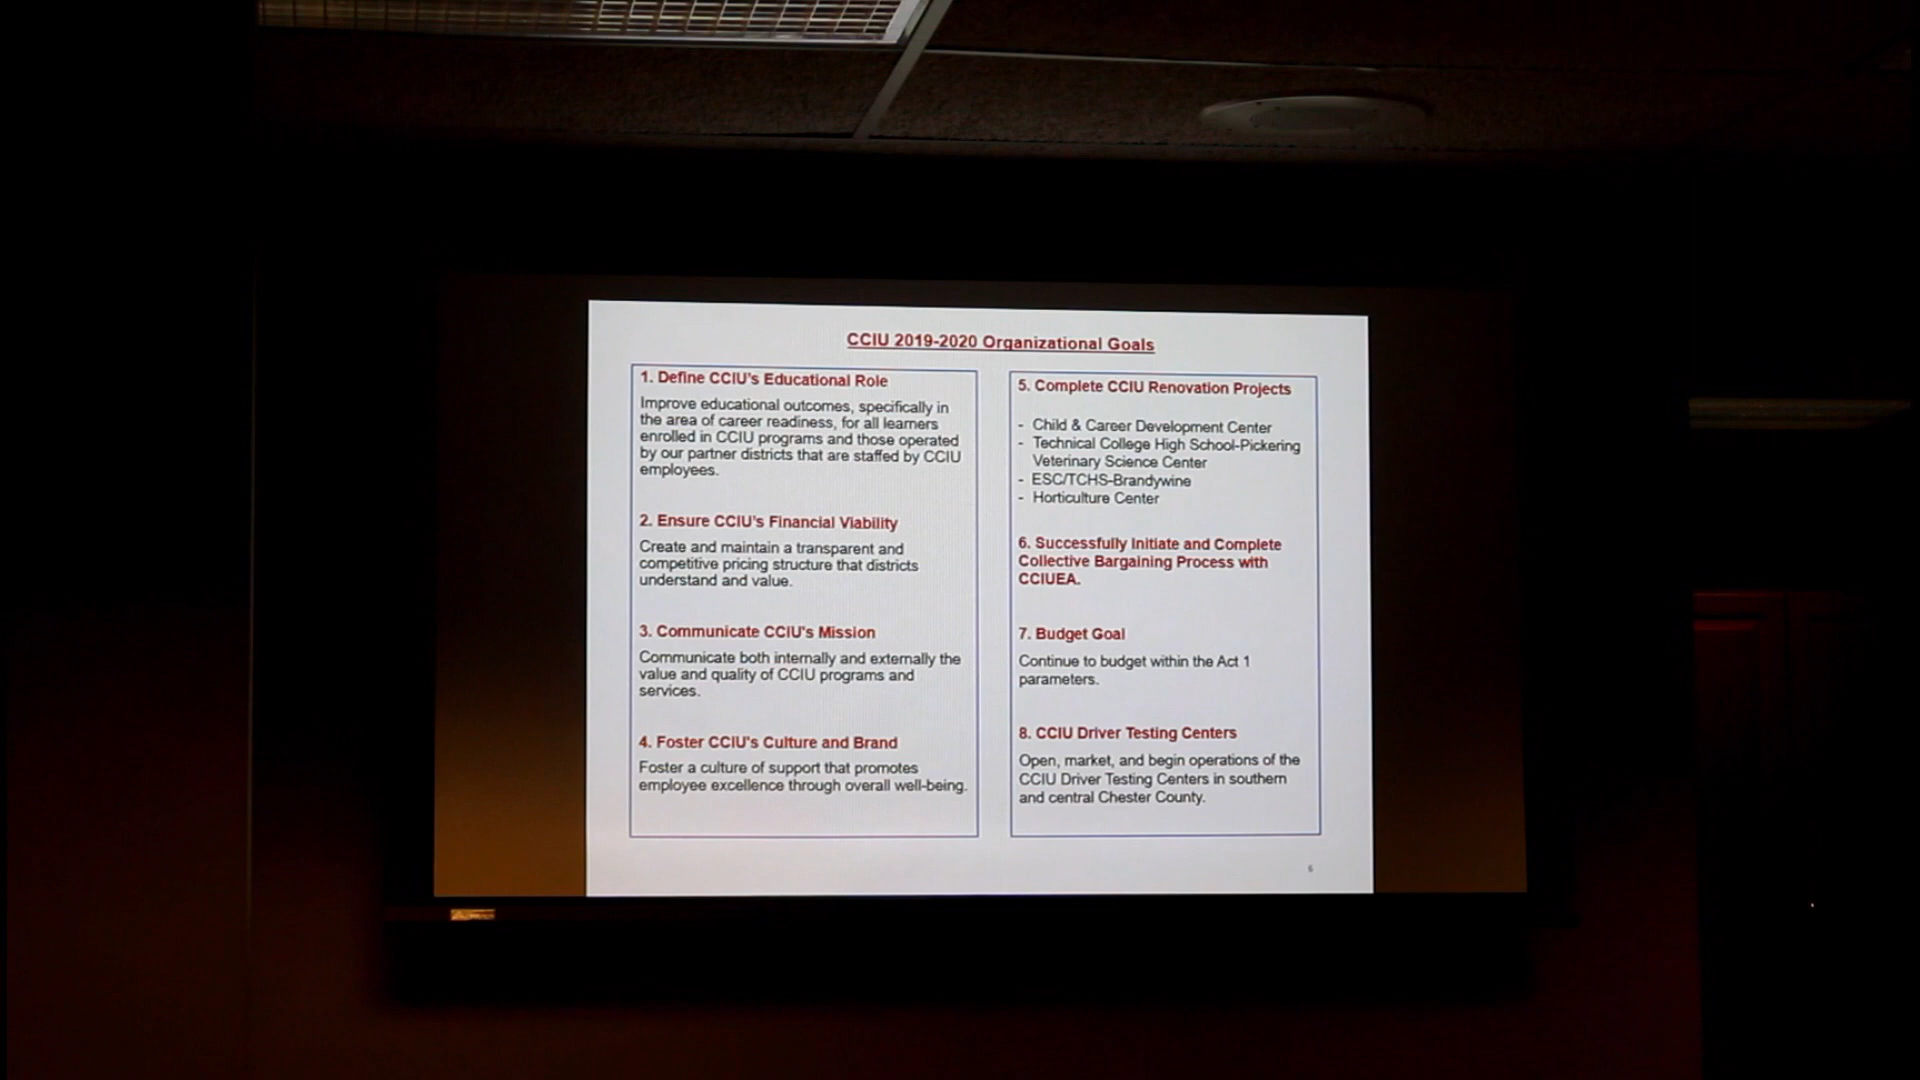 CCIU 2019-2020 Organizational Goals
1. Define CCIU's Educational Role
Improve educational outcomes, specifically in
the area of career readiness, for all learners
enrolled in CCIU programs and those operated
by our partner districts that are staffed by CCIU
employees.
2. Ensure CCIU's Financial Viability
Create and maintain a transparent and
competitive pricing structure that districts
understand and value.
3. Communicate CCIU's Mission
Communicate both internally and externally the
value and quality of CCIU programs and
services.
4. Foster CCIU's Culture and Brand
Foster a culture of support that promotes
employee excellence through overall well-being.
5. Complete CCIU Renovation Projects
- Child & Career Development Center
- Technical College High School-Pickering
Veterinary Science Center
- ESC/TCHS-Brandywine
- Horticulture Center
6. Successfully Initiate and Complete
Collective Bargaining Process with
CCIUEA.
7. Budget Goal
Continue to budget within the Act 1
parameters.
8. CCIU Driver Testing Centers
Open, market, and begin operations of the
CCIU Driver Testing Centers in southern
and central Chester County.
6